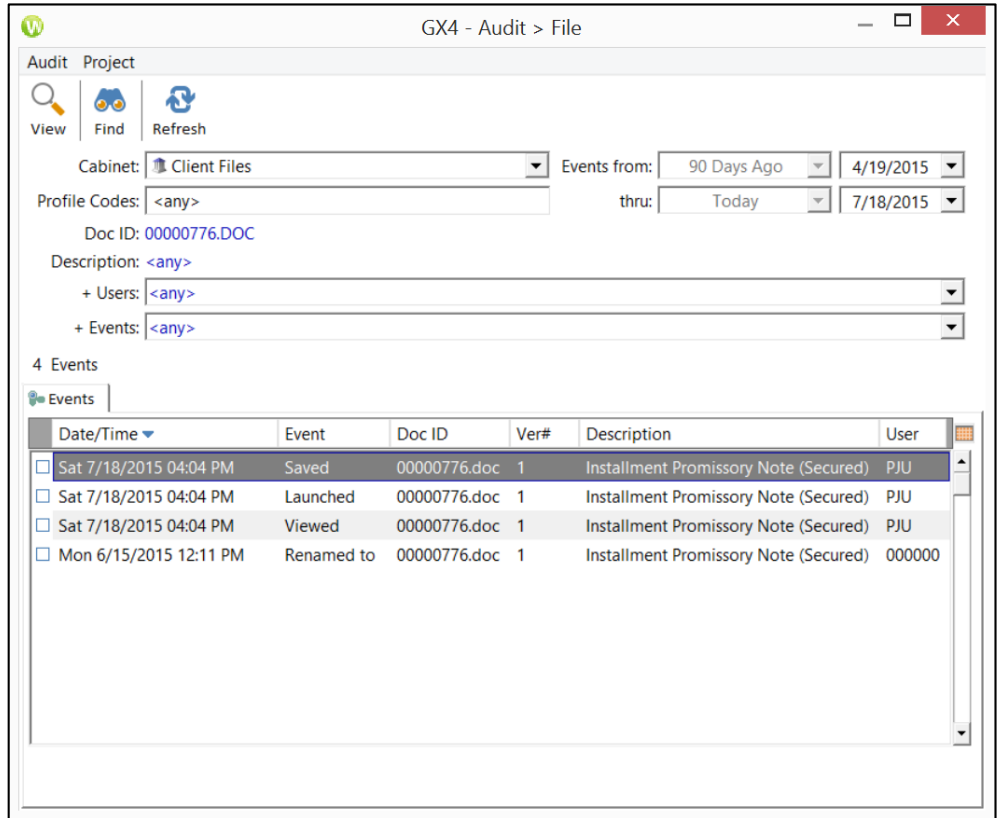 W
GX4 - Audit > File
Audit Project
View Find Refresh
Cabinet: Client Files Events from: 90 Days Ago 4/19/2015
Profile Codes: <any> thru: Today 7/18/2015
Doc ID: 00000776.DOC
Description: <any>
+ Users: <any>
+ Events: <any>
4 Events
Events
Date/Time Event Doc ID Ver# Description User
Sat 7/18/2015 04:04 PM Saved 00000776.doc 1 Installment Promissory Note (Secured) PJU
Sat 7/18/2015 04:04 PM Launched 00000776.doc 1 Installment Promissory Note (Secured) PJU
Sat 7/18/2015 04:04 PM Viewed 00000776.doc 1 Installment Promissory Note (Secured) PJU
Mon 6/15/2015 12:11 PM Renamed to 00000776.doc 1 Installment Promissory Note (Secured) 000000